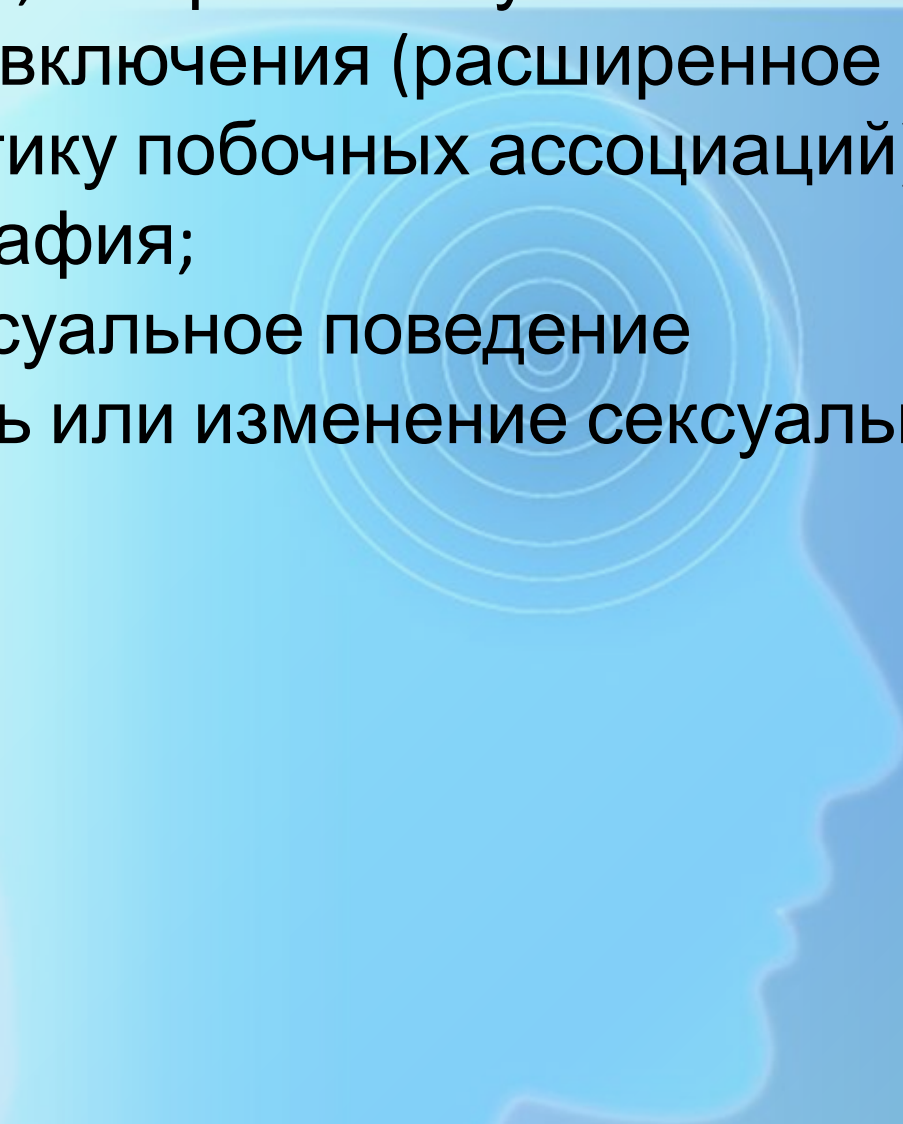 включения (расширенное
тику побочных ассоциаций)
афия;
суальное поведение
ь или изменение сексуаль